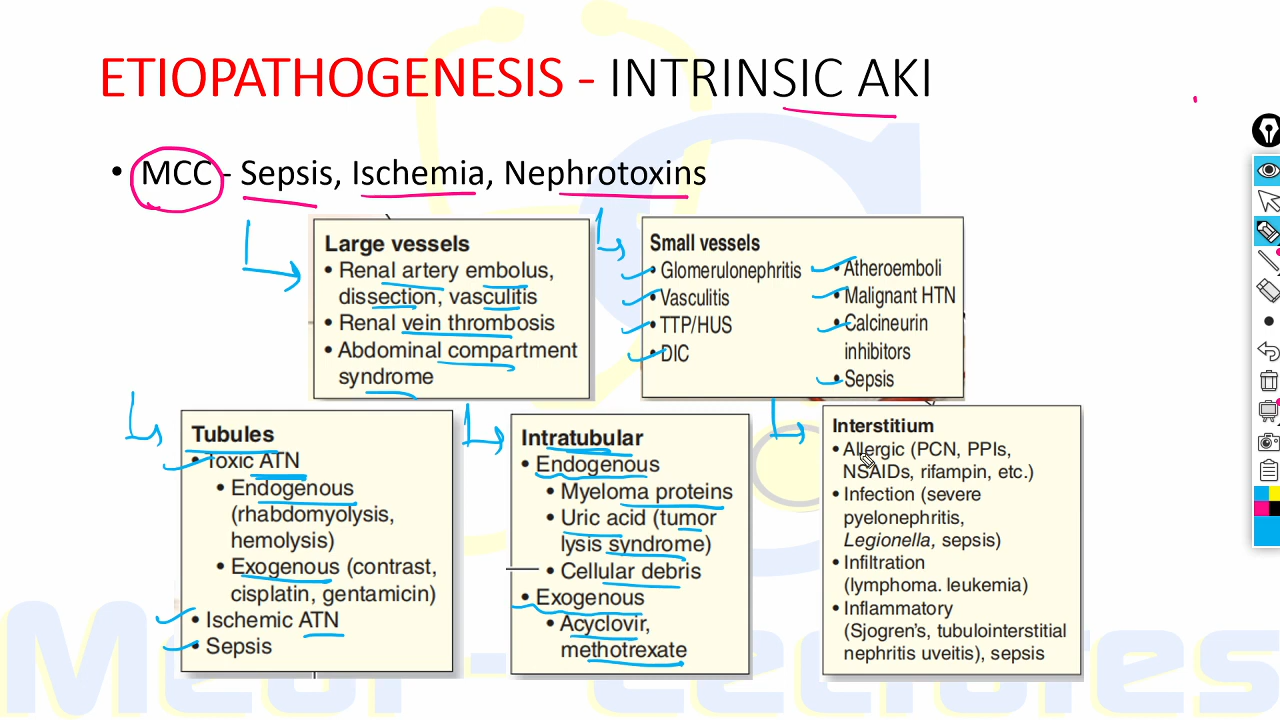 ETIOPATHOGENESIS - INTRINSIC AKI
• MCC - Sepsis, Ischemia, Nephrotoxins
Large vessels
• Renal artery embolus,
dissection, vasculitis
• Renal vein thrombosis
• Abdominal compartment
syndrome
Small vessels
• Glomerulonephritis
• Vasculitis
• TTP/HUS
• DIC
• Atheroemboli
• Malignant HTN
• Calcineurin
inhibitors
• Sepsis
Tubules
• Toxic ATN
• Endogenous
(rhabdomyolysis,
hemolysis)
• Exogenous (contrast,
cisplatin, gentamicin)
• Ischemic ATN
• Sepsis
Intratubular
• Endogenous
• Myeloma proteins
• Uric acid (tumor
lysis syndrome)
• Cellular debris
• Exogenous
• Acyclovir,
methotrexate
Interstitium
• Allergic (PCN, PPIs,
NSAIDs, rifampin, etc.)
• Infection (severe
pyelonephritis,
Legionella, sepsis)
• Infiltration
(lymphoma. leukemia)
• Inflammatory
(Sjogren's, tubulointerstitial
nephritis uveitis), sepsis